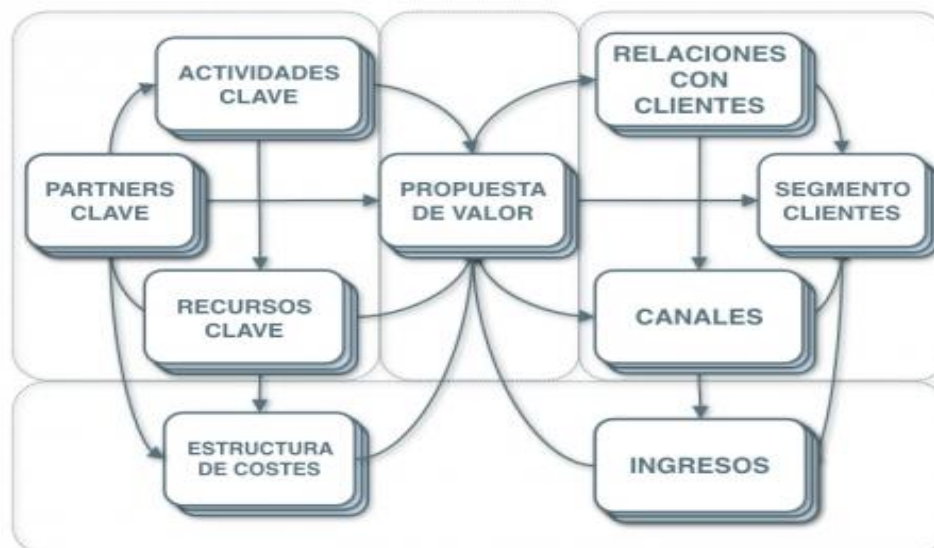 ACTIVIDADES
CLAVE
RELACIONES
CON
CLIENTES
PARTNERS
CLAVE
PROPUESTA
DE VALOR
SEGMENTO
CLIENTES
RECURSOS
CLAVE
CANALES
ESTRUCTURA
DE COSTES
INGRESOS